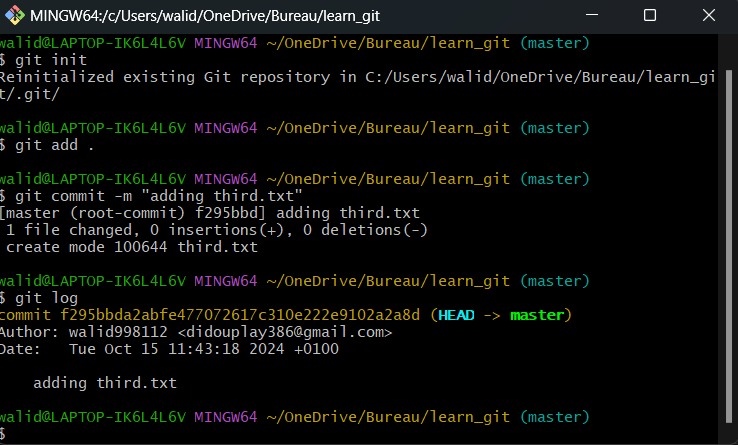 MINGW64:/c/Users/walid/OneDrive/Bureau/learn_git
walid@LAPTOP-IK6L4L6V MINGW64 ~/OneDrive/Bureau/learn_git (master)
$ git init
Reinitialized existing Git repository in C:/Users/walid/OneDrive/Bureau/learn_gi
t/.git/
walid@LAPTOP-IK6L4L6V MINGW64 ~/OneDrive/Bureau/learn_git (master)
$ git add .
walid@LAPTOP-IK6L4L6V MINGW64 ~/OneDrive/Bureau/learn_git (master)
$ git commit -m "adding third.txt"
[master (root-commit) f295bbd] adding third.txt
 1 file changed, 0 insertions(+), 0 deletions(-)
 create mode 100644 third.txt
walid@LAPTOP-IK6L4L6V MINGW64 ~/OneDrive/Bureau/learn_git (master)
$ git log
commit f295bbda2abfe477072617c310e222e9102a2a8d (HEAD -> master)
Author: walid998112 <didouplay386@gmail.com>
Date:   Tue Oct 15 11:43:18 2024 +0100
    adding third.txt
walid@LAPTOP-IK6L4L6V MINGW64 ~/OneDrive/Bureau/learn_git (master)
$